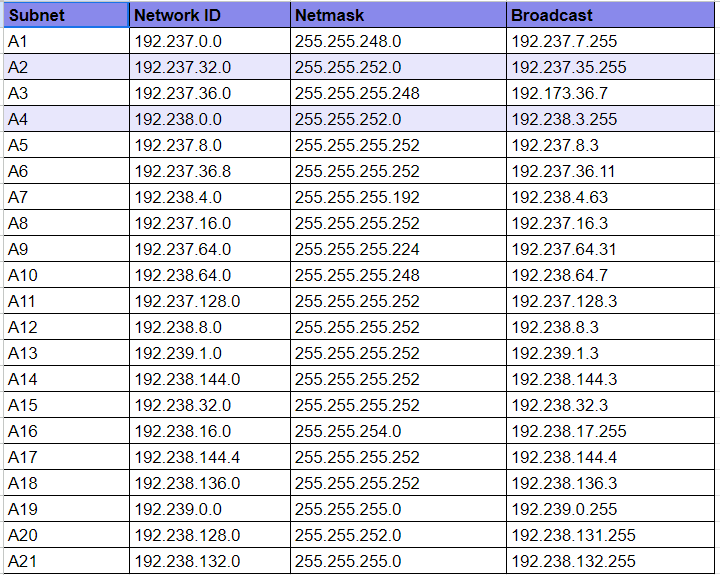 Subnet Network ID Netmask Broadcast
A1 192.237.0.0 255.255.248.0 192.237.7.255
A2 192.237.32.0 255.255.252.0 192.237.35.255
A3 192.237.36.0 255.255.255.248 192.173.36.7
A4 192.238.0.0 255.255.252.0 192.238.3.255
A5 192.237.8.0 255.255.255.252 192.237.8.3
A6 192.237.36.8 255.255.255.252 192.237.36.11
A7 192.238.4.0 255.255.255.192 192.238.4.63
A8 192.237.16.0 255.255.255.252 192.237.16.3
A9 192.237.64.0 255.255.255.224 192.237.64.31
A10 192.238.64.0 255.255.255.248 192.238.64.7
A11 192.237.128.0 255.255.255.252 192.237.128.3
A12 192.238.8.0 255.255.255.252 192.238.8.3
A13 192.239.1.0 255.255.255.252 192.239.1.3
A14 192.238.144.0 255.255.255.252 192.238.144.3
A15 192.238.32.0 255.255.255.252 192.238.32.3
A16 192.238.16.0 255.255.254.0 192.238.17.255
A17 192.238.144.4 255.255.255.252 192.238.144.4
A18 192.238.136.0 255.255.255.252 192.238.136.3
A19 192.239.0.0 255.255.255.0 192.239.0.255
A20 192.238.128.0 255.255.252.0 192.238.131.255
A21 192.238.132.0 255.255.255.0 192.238.132.255